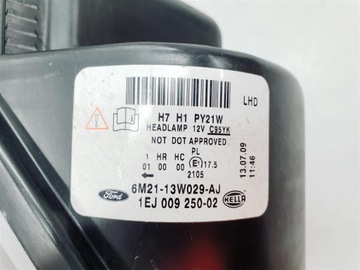 LHD
H7 H1 PY21W
HEADLAMP 12V C95YK
NOT DOT APPROVED
1 HR HC PL
01 00 00 E1 17.5
2105
13.07.09
11:46
Ford
6M21-13W029-AJ
1EJ 009 250-02
HELLA